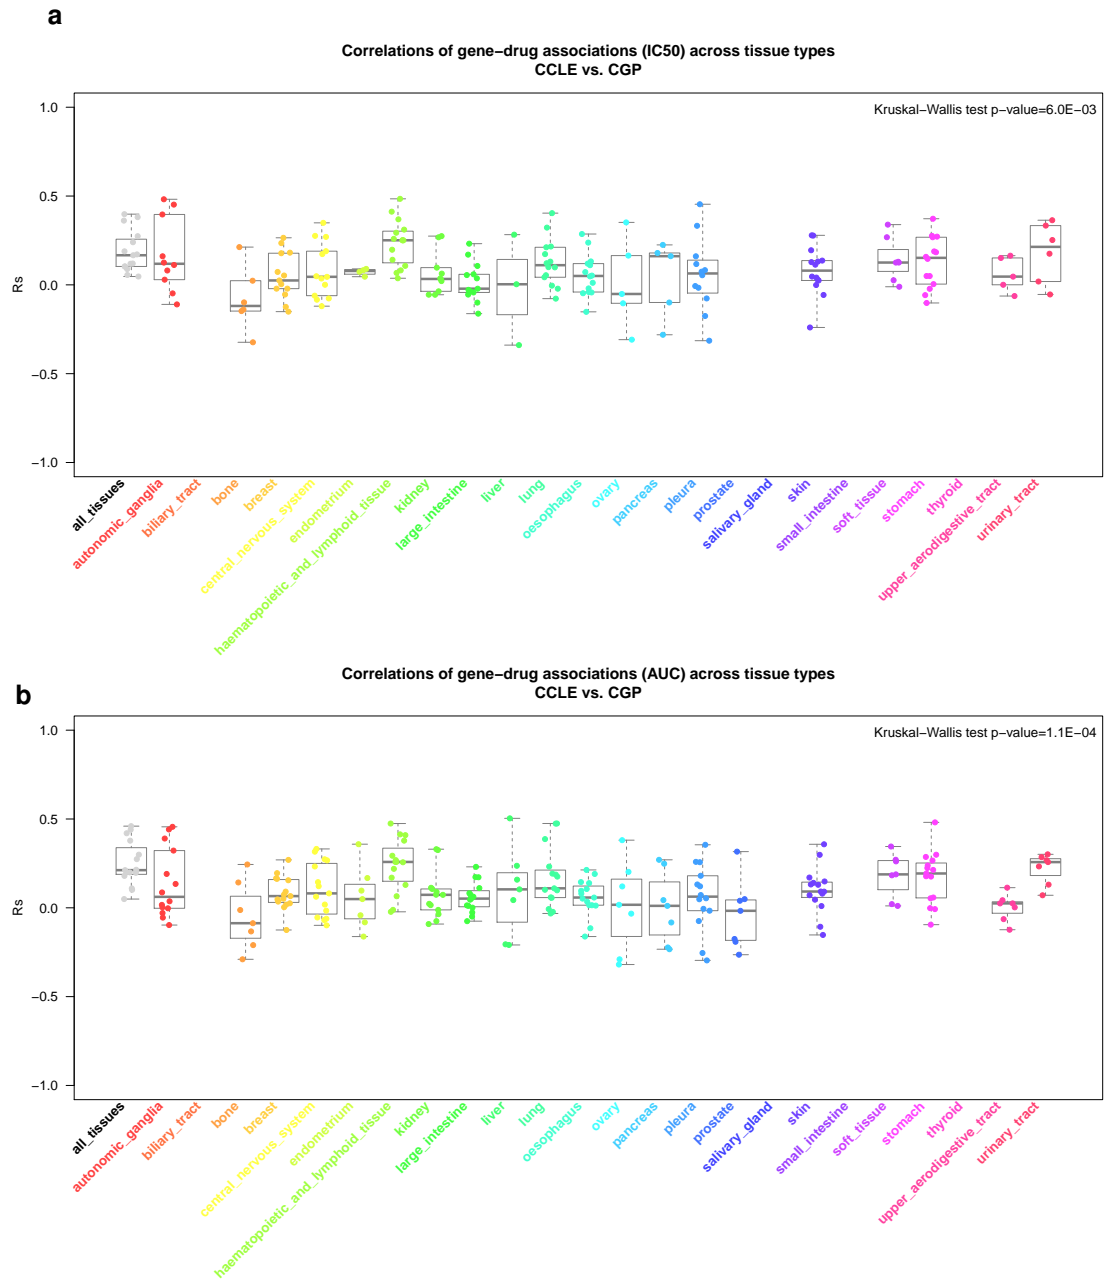 a
Correlations of gene−drug associations (IC50) across tissue types
CCLE vs. CGP
Kruskal−Wallis test p−value=6.0E−03
Rs
1.0
0.5
0.0
−0.5
−1.0
all_tissues
autonomic_ganglia
biliary_tract
bone
breast
central_nervous_system
endometrium
haematopoietic_and_lymphoid_tissue
kidney
large_intestine
liver
lung
oesophagus
ovary
pancreas
pleura
prostate
salivary_gland
skin
small_intestine
soft_tissue
stomach
thyroid
upper_aerodigestive_tract
urinary_tract
b
Correlations of gene−drug associations (AUC) across tissue types
CCLE vs. CGP
Kruskal−Wallis test p−value=1.1E−04
Rs
1.0
0.5
0.0
−0.5
−1.0
all_tissues
autonomic_ganglia
biliary_tract
bone
breast
central_nervous_system
endometrium
haematopoietic_and_lymphoid_tissue
kidney
large_intestine
liver
lung
oesophagus
ovary
pancreas
pleura
prostate
salivary_gland
skin
small_intestine
soft_tissue
stomach
thyroid
upper_aerodigestive_tract
urinary_tract